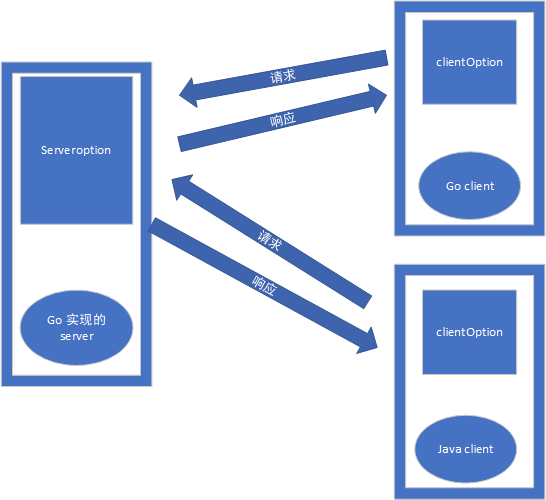 Serveroption
Go 实现的
server
请求
响应
请求
响应
clientOption
Go client
clientOption
Java client